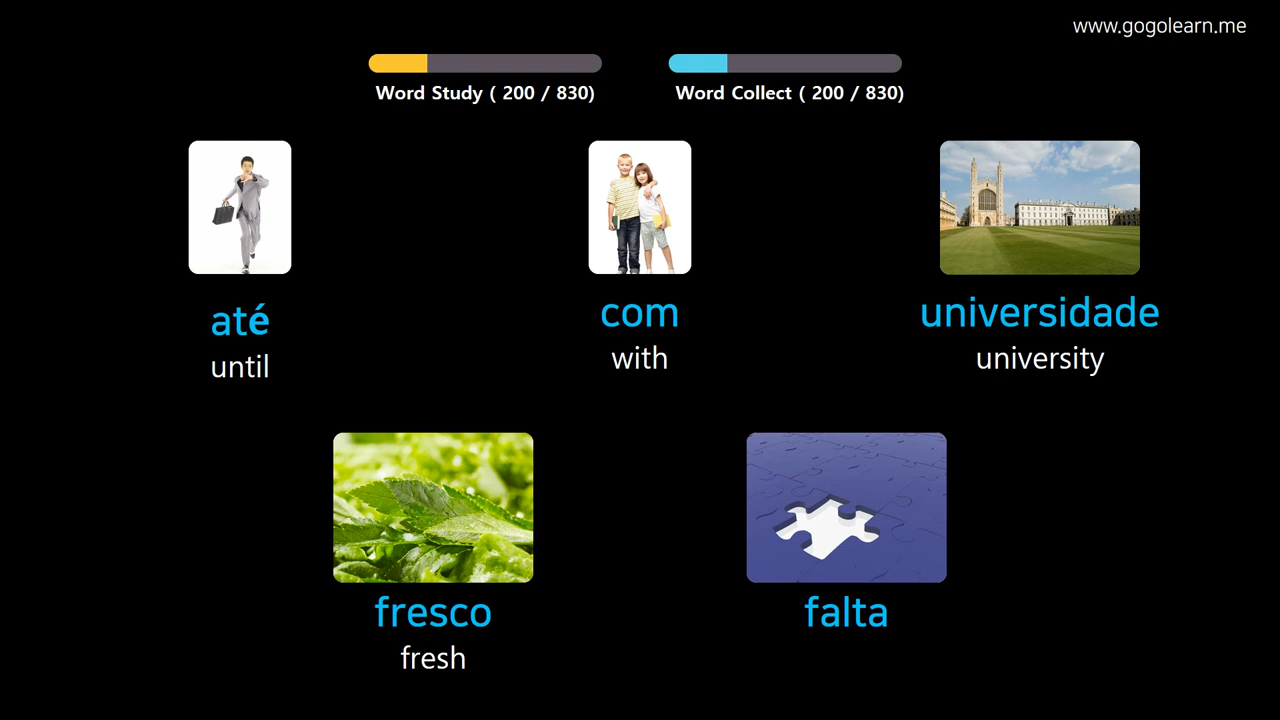 www.gogolearn.me
Word Study ( 200 / 830)
Word Collect ( 200 / 830)
até
until
com
with
universidade
university
fresco
fresh
falta